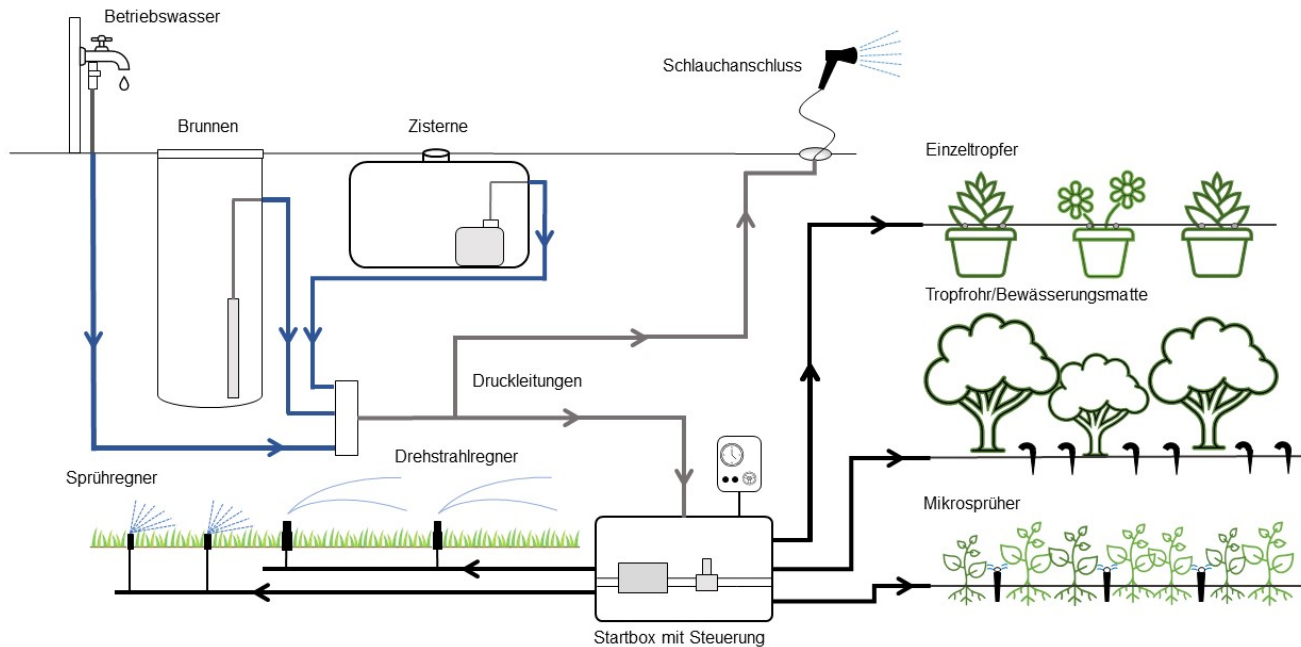 Betriebswasser
Schlauchanschluss
Brunnen
Zisterne
Einzeltropfer
Tropfrohr/Bewässerungsmatte
Druckleitungen
Drehstrahlregner
Sprühregner
Mikrosprüher
Startbox mit Steuerung